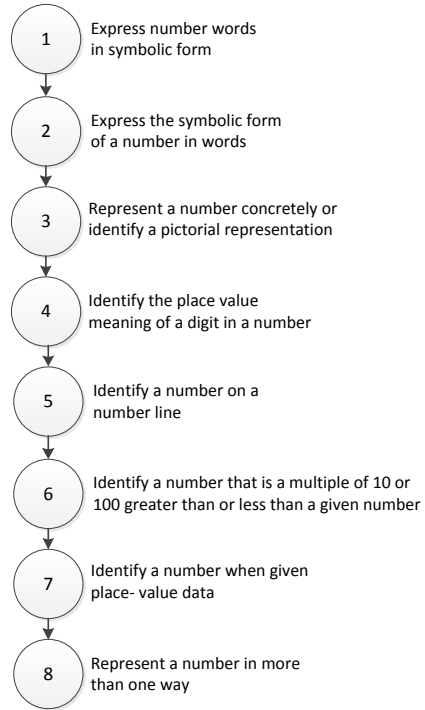 1
Express number words
in symbolic form
2
Express the symbolic form
of a number in words
3
Represent a number concretely or
identify a pictorial representation
4
Identify the place value
meaning of a digit in a number
5
Identify a number on a
number line
6
Identify a number that is a multiple of 10 or
100 greater than or less than a given number
7
Identify a number when given
place- value data
8
Represent a number in more
than one way